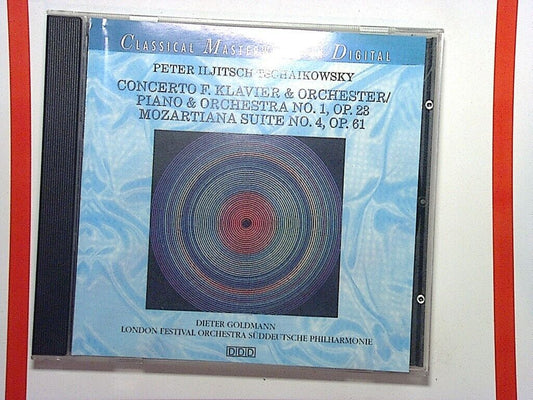 CLASSICAL MASTERS DIGITAL
PETER ILJITSCH TSCHAIKOWSKY
CONCERTO F. KLAVIER & ORCHESTER/
PIANO & ORCHESTRA NO. 1, OP. 23
MOZARTIANA SUITE NO. 4, OP. 61
DIETER GOLDMANN
LONDON FESTIVAL ORCHESTRA SÜDDEUTSCHE PHILHARMONIE
DDD